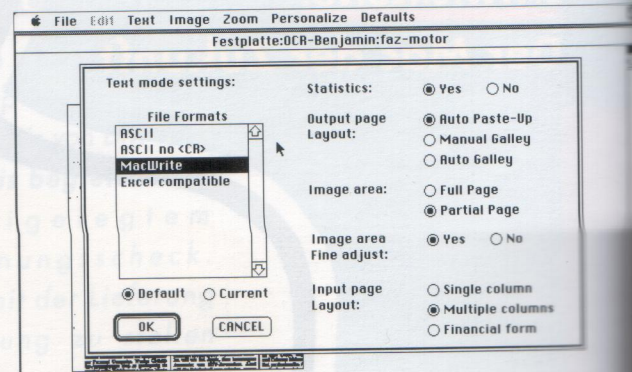 File Edit Text Image Zoom Personalize Defaults
Festplatte:OCR-Benjamin:faz-motor
Text mode settings:
File Formats
ASCII
ASCII no <CR>
MacWrite
Excel compatible
Default Current
OK CANCEL
Statistics: Yes No
Output page Layout: Auto Paste-Up
Manual Galley
Auto Galley
Image area: Full Page
Partial Page
Image area Fine adjust: Yes No
Input page Layout: Single column
Multiple columns
Financial form